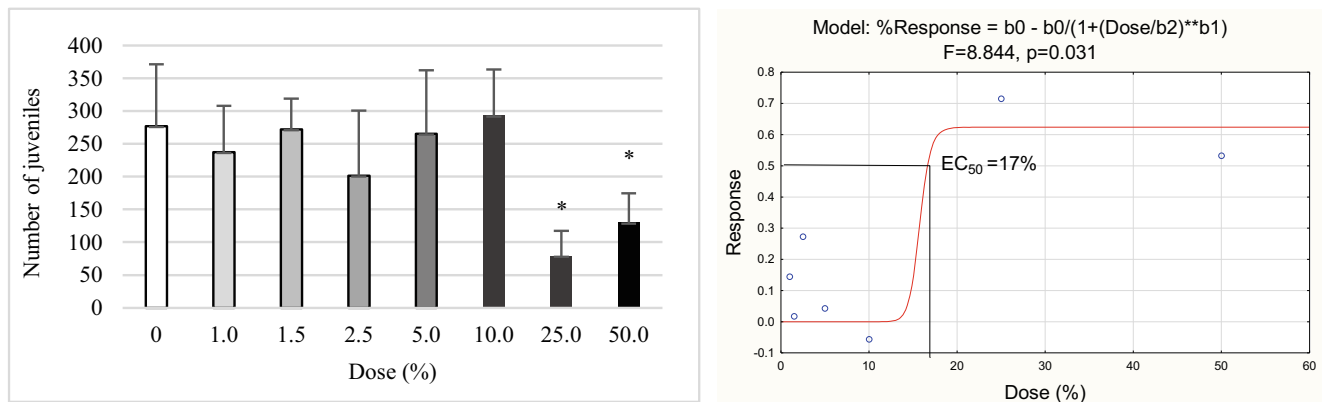 400
350
300
250
200
150
100
50
0
Number of juveniles
*
*
0 1.0 1.5 2.5 5.0 10.0 25.0 50.0
Dose (%)
Model: %Response = b0 - b0/(1+(Dose/b2)**b1)
F=8.844, p=0.031
0.8
0.7
0.6
0.5
0.4
0.3
0.2
0.1
0.0
-0.1
Response
EC50 =17%
0 10 20 30 40 50 60
Dose (%)